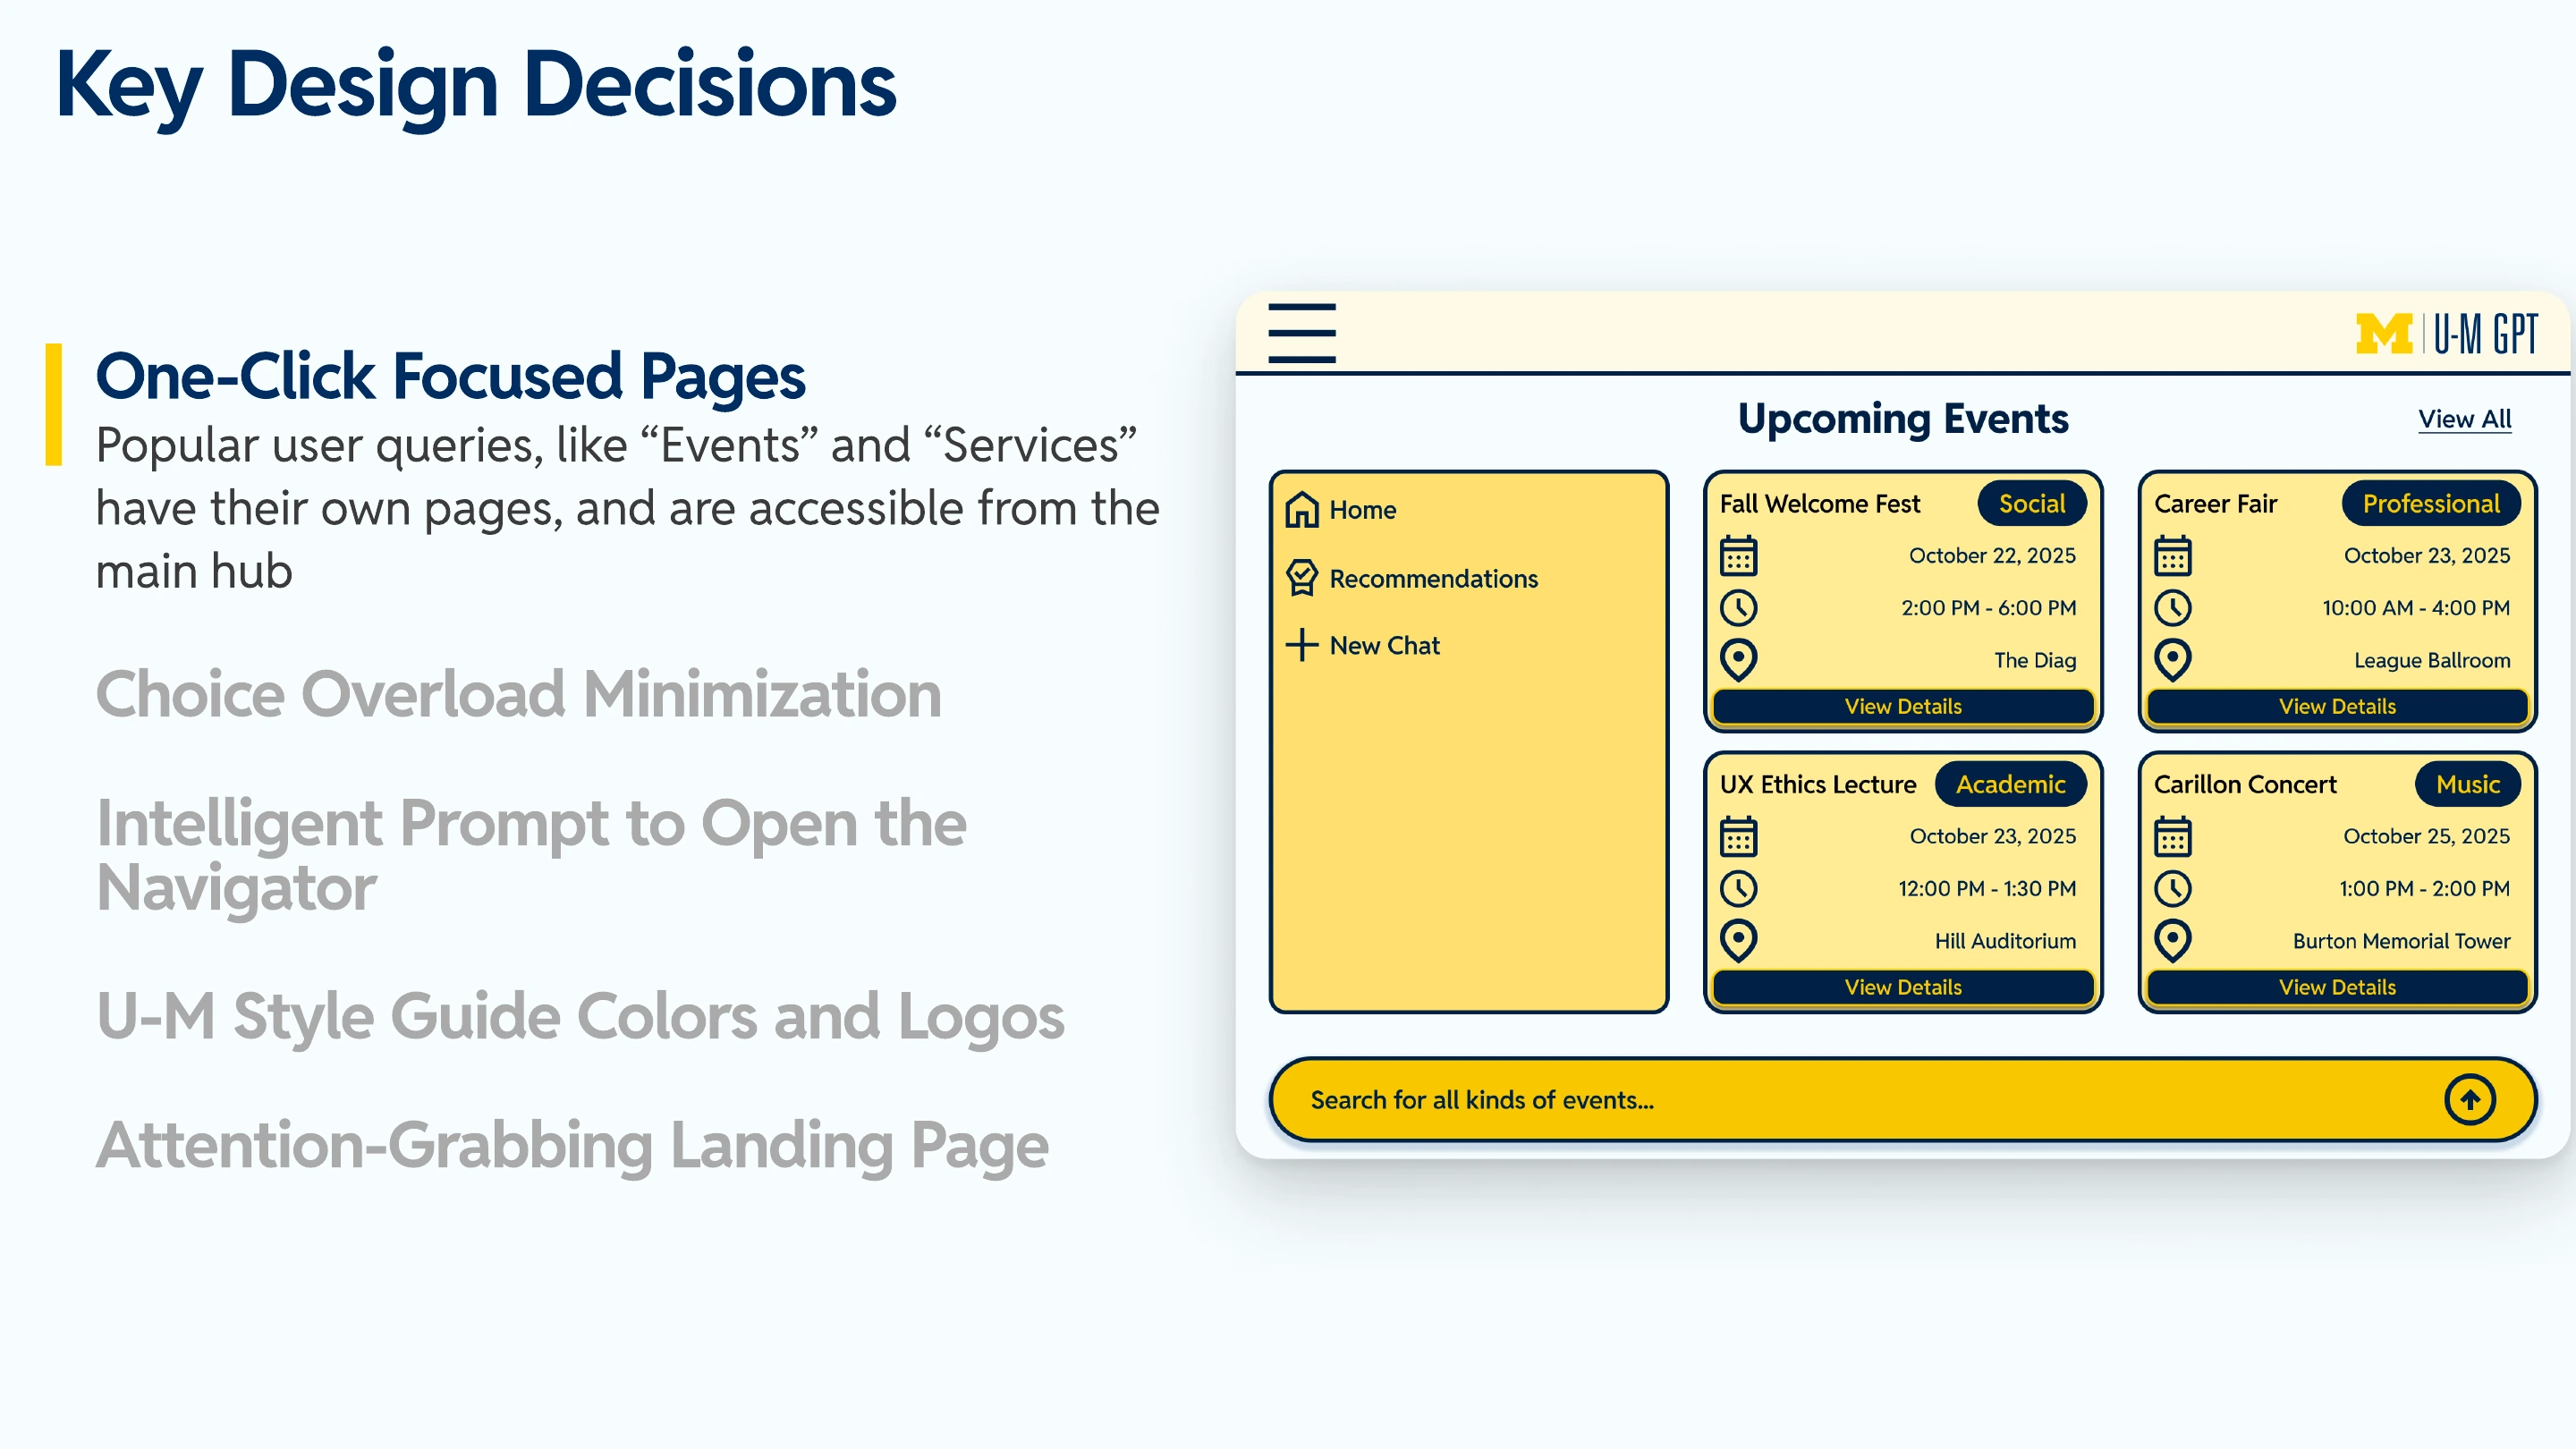 Key Design Decisions
One-Click Focused Pages
Popular user queries, like “Events” and “Services”
have their own pages, and are accessible from the
main hub
Choice Overload Minimization
Intelligent Prompt to Open the
Navigator
U-M Style Guide Colors and Logos
Attention-Grabbing Landing Page
M | U-M GPT
Upcoming Events
View All
Home
Recommendations
New Chat
Fall Welcome Fest
Social
October 22, 2025
2:00 PM - 6:00 PM
The Diag
View Details
Career Fair
Professional
October 23, 2025
10:00 AM - 4:00 PM
League Ballroom
View Details
UX Ethics Lecture
Academic
October 23, 2025
12:00 PM - 1:30 PM
Hill Auditorium
View Details
Carillon Concert
Music
October 25, 2025
1:00 PM - 2:00 PM
Burton Memorial Tower
View Details
Search for all kinds of events...